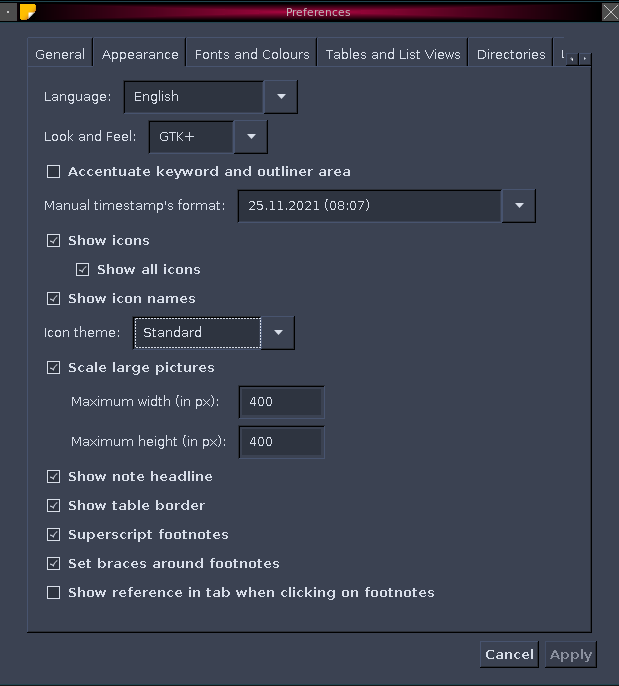 Preferences
General Appearance Fonts and Colours Tables and List Views Directories
Language: English
Look and Feel: GTK+
Accentuate keyword and outliner area
Manual timestamp's format: 25.11.2021 (08:07)
Show icons
Show all icons
Show icon names
Icon theme: Standard
Scale large pictures
Maximum width (in px): 400
Maximum height (in px): 400
Show note headline
Show table border
Superscript footnotes
Set braces around footnotes
Show reference in tab when clicking on footnotes
Cancel Apply